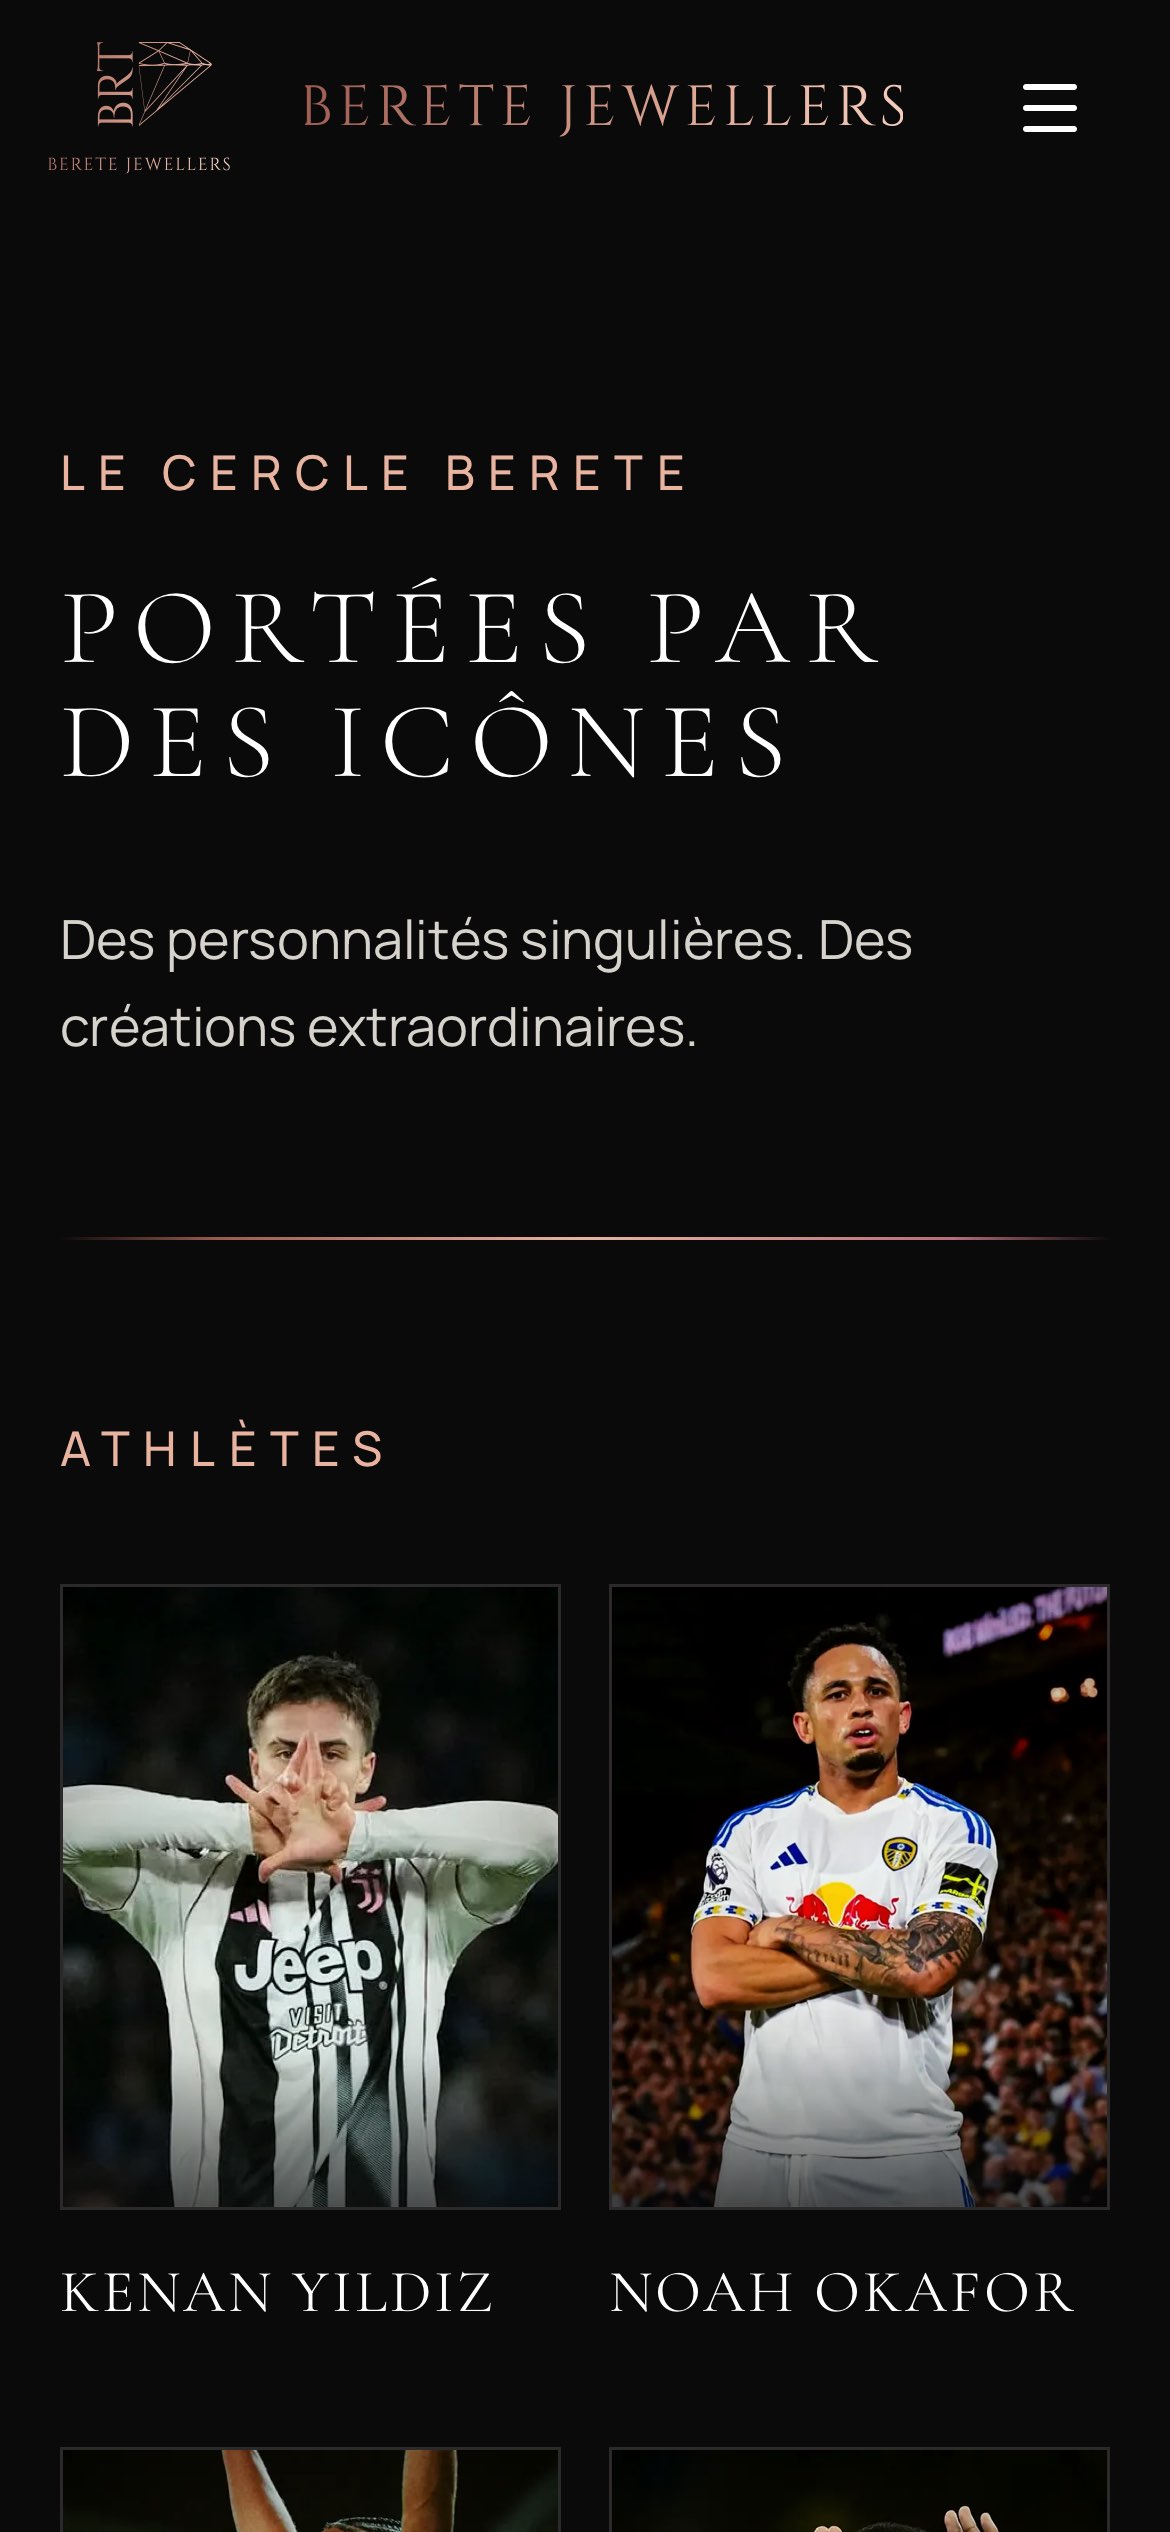 BRT
BERETE JEWELLERS
BERETE JEWELLERS
LE CERCLE BERETE
PORTÉES PAR
DES ICÔNES
Des personnalités singulières. Des
créations extraordinaires.
ATHLÈTES
Jeep
VISIT
Detroit
KENAN YILDIZ
NOAH OKAFOR